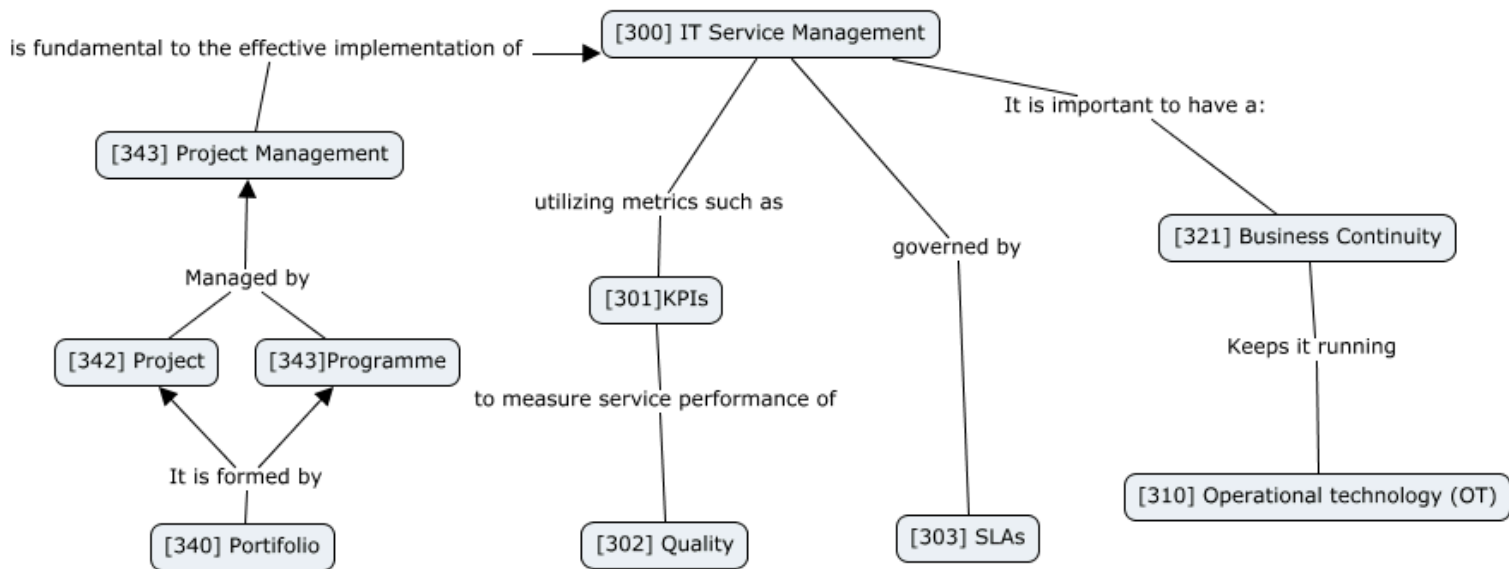 [300] IT Service Management
is fundamental to the effective implementation of
It is important to have a:
[343] Project Management
utilizing metrics such as
[321] Business Continuity
governed by
Managed by
[301]KPIs
Keeps it running
[342] Project
[343]Programme
to measure service performance of
It is formed by
[310] Operational technology (OT)
[303] SLAs
[302] Quality
[340] Portifolio